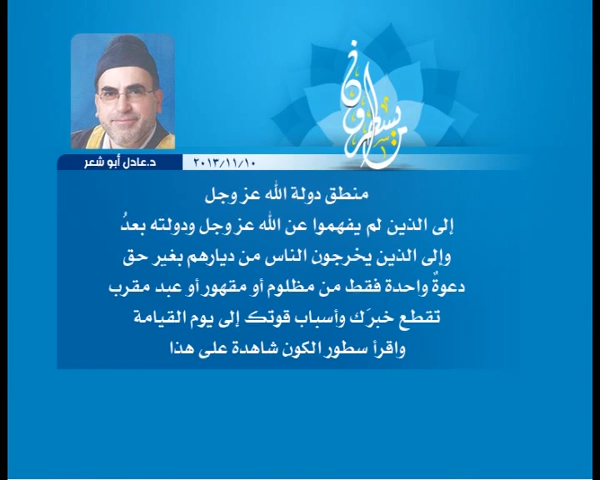 يسطرون
د.عادل أبو شعر
٢٠١٣/١١/١٠
منطق دولة الله عز وجل
إلى الذين لم يفهموا عن الله عز وجل ودولته بعدُ
وإلى الذين يخرجون الناس من ديارهم بغير حق
دعوةٌ واحدة فقط من مظلوم أو مقهور أو عبد مقرب
تقطع خبرَك وأسباب قوتك إلى يوم القيامة
واقرأ سطور الكون شاهدة على هذا